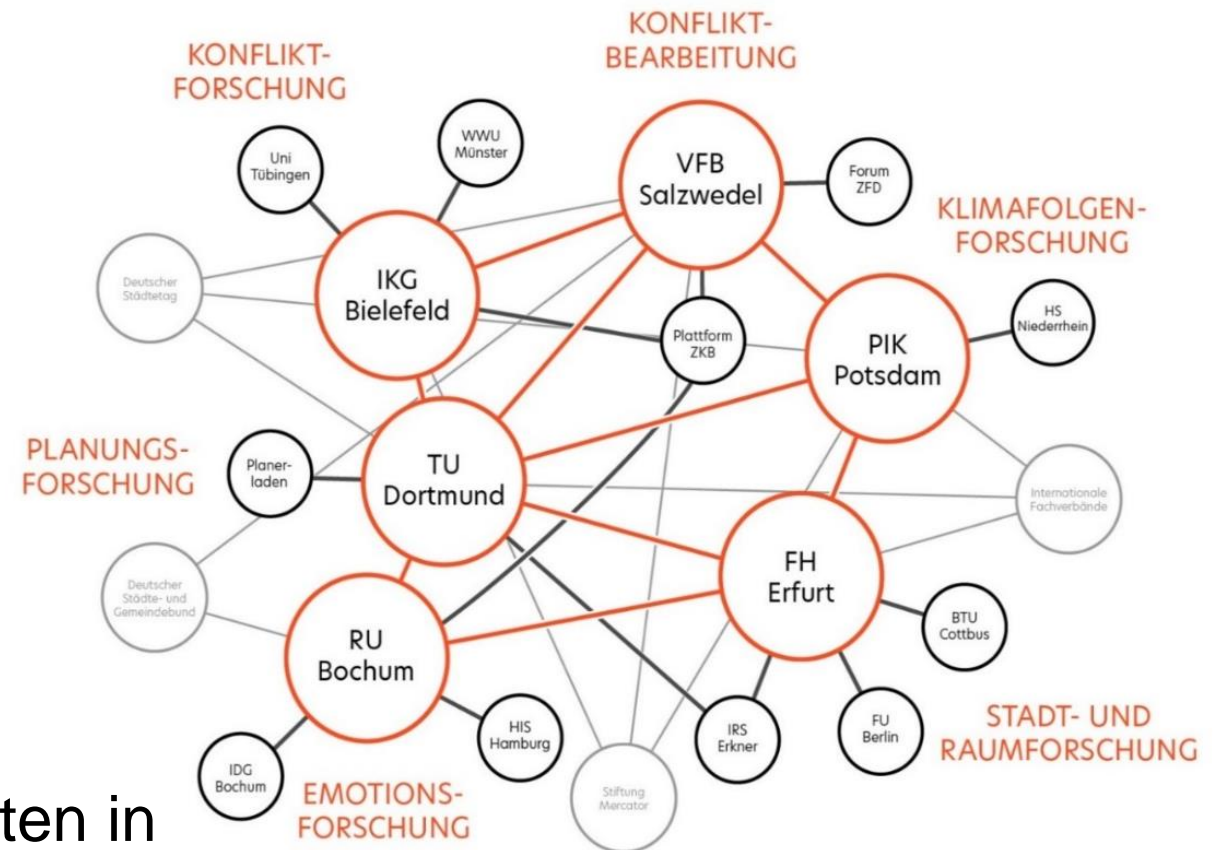 KONFLIKT-
BEARBEITUNG
KONFLIKT-
FORSCHUNG
WWU
Münster
Uni
Tübingen
VFB
Salzwedel
Forum
ZFD
KLIMAFOLGEN-
FORSCHUNG
Deutscher
Städtetag
IKG
Bielefeld
Plattform
ZKB
PIK
Potsdam
HS
Niederrhein
PLANUNGS-
FORSCHUNG
Planer-
laden
TU
Dortmund
Internationale
Fachverbände
Deutscher
Städte- und
Gemeindebund
FH
Erfurt
RU
Bochum
BTU
Cottbus
HIS
Hamburg
IRS
Erkner
FU
Berlin
STADT- UND
RAUMFORSCHUNG
IDG
Bochum
EMOTIONS-
FORSCHUNG
Stiftung
Mercator
ten in